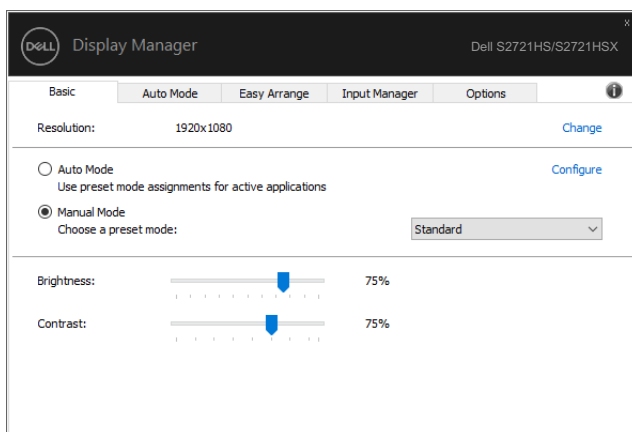 x
DELL Display Manager Dell S2721HS/S2721HSX
Basic Auto Mode Easy Arrange Input Manager Options
Resolution: 1920x1080 Change
Auto Mode Configure
Use preset mode assignments for active applications
Manual Mode
Choose a preset mode: Standard
Brightness: 75%
Contrast: 75%